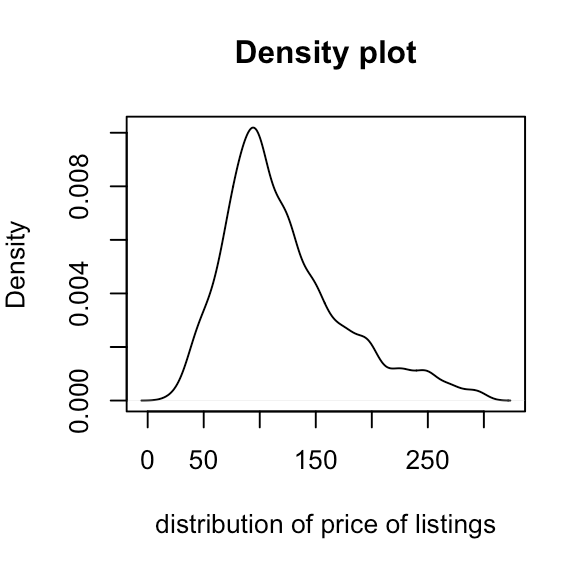 Density plot
Density
0.000 0.004 0.008
0 50 150 250
distribution of price of listings